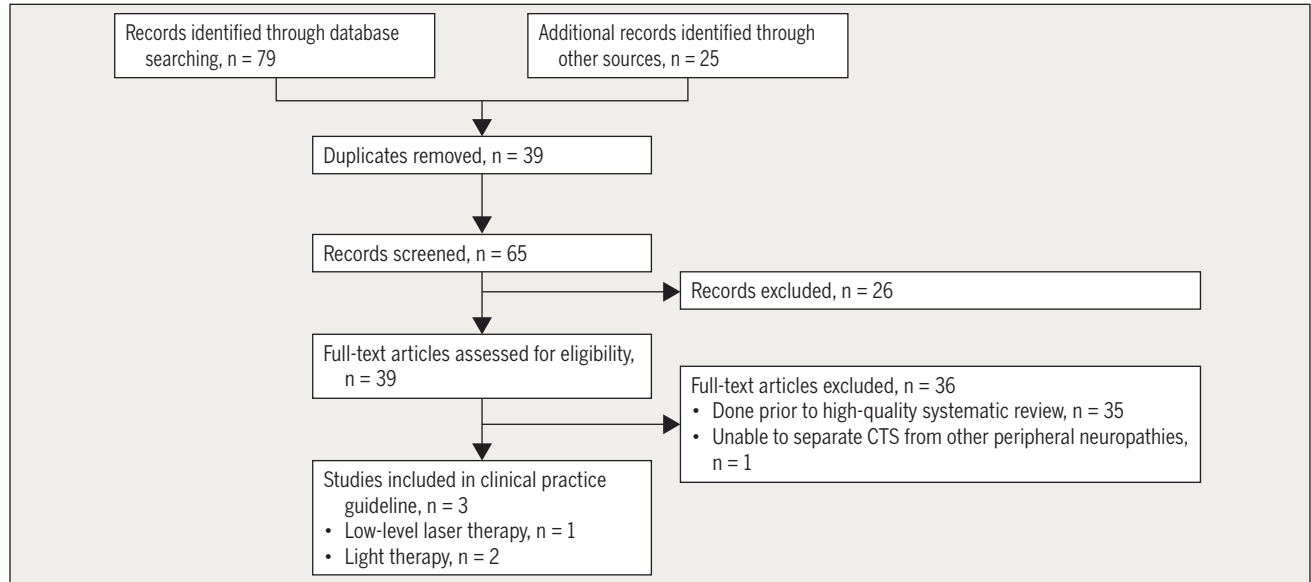 Records identified through database
searching, n = 79
Additional records identified through
other sources, n = 25
Duplicates removed, n = 39
Records screened, n = 65
Records excluded, n = 26
Full-text articles assessed for eligibility,
n = 39
Full-text articles excluded, n = 36
• Done prior to high-quality systematic review, n = 35
• Unable to separate CTS from other peripheral neuropathies,
n = 1
Studies included in clinical practice
guideline, n = 3
• Low-level laser therapy, n = 1
• Light therapy, n = 2